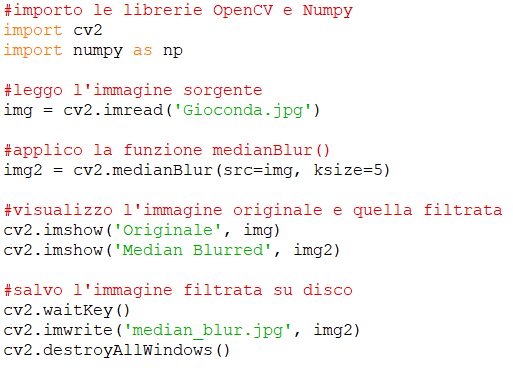 #importo le librerie OpenCV e Numpy
import cv2
import numpy as np
#leggo l'immagine sorgente
img = cv2.imread('Gioconda.jpg')
#applico la funzione medianBlur()
img2 = cv2.medianBlur(src=img, ksize=5)
#visualizzo l'immagine originale e quella filtrata
cv2.imshow('Originale', img)
cv2.imshow('Median Blurred', img2)
#salvo l'immagine filtrata su disco
cv2.waitKey()
cv2.imwrite('median_blur.jpg', img2)
cv2.destroyAllWindows()